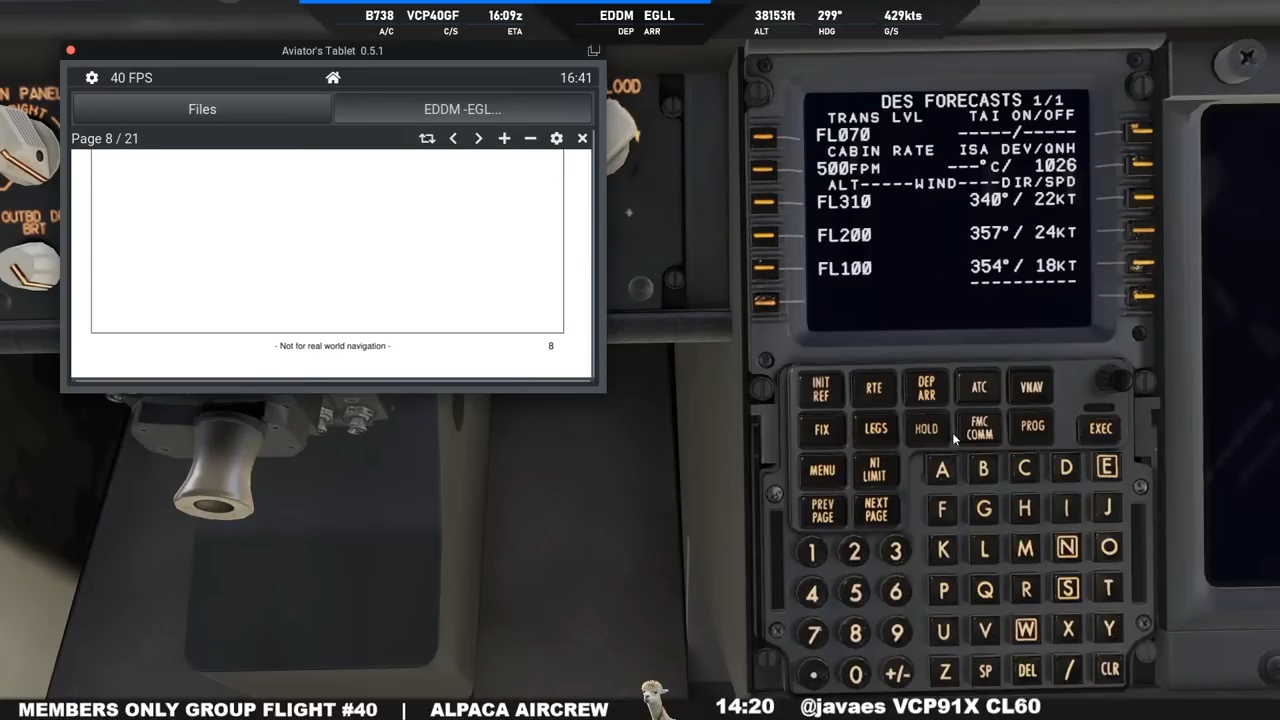 B738 VCP40GF 16:09z EDDM EGLL 38153ft 299° 429kts
A/C C/S ETA DEP ARR ALT HDG G/S
Aviator's Tablet 0.5.1
40 FPS 16:41
Files EDDM -EGLL...
Page 8 / 21
- Not for real world navigation - 8
RIGHT
OUTBD
BRT
DES FORECASTS 1/1
TRANS LVL TAI ON/OFF
FL070 -----/-----
CABIN RATE ISA DEV/QNH
500FPM ---°C/ 1026
ALT-----WIND----DIR/SPD
FL310 340°/ 22KT
FL200 357°/ 24KT
FL100 354°/ 18KT
----------
INIT REF RTE DEP ARR ATC VNAV
FIX LEGS HOLD FMC COMM PROG EXEC
MENU N1 LIMIT A B C D E
PREV PAGE NEXT PAGE F G H I J
1 2 3 K L M N O
4 5 6 P Q R S T
7 8 9 U V W X Y
. 0 +/- Z SP DEL / CLR
MEMBERS ONLY GROUP FLIGHT #40 | ALPACA AIRCREW 14:20 @javaes VCP91X CL60